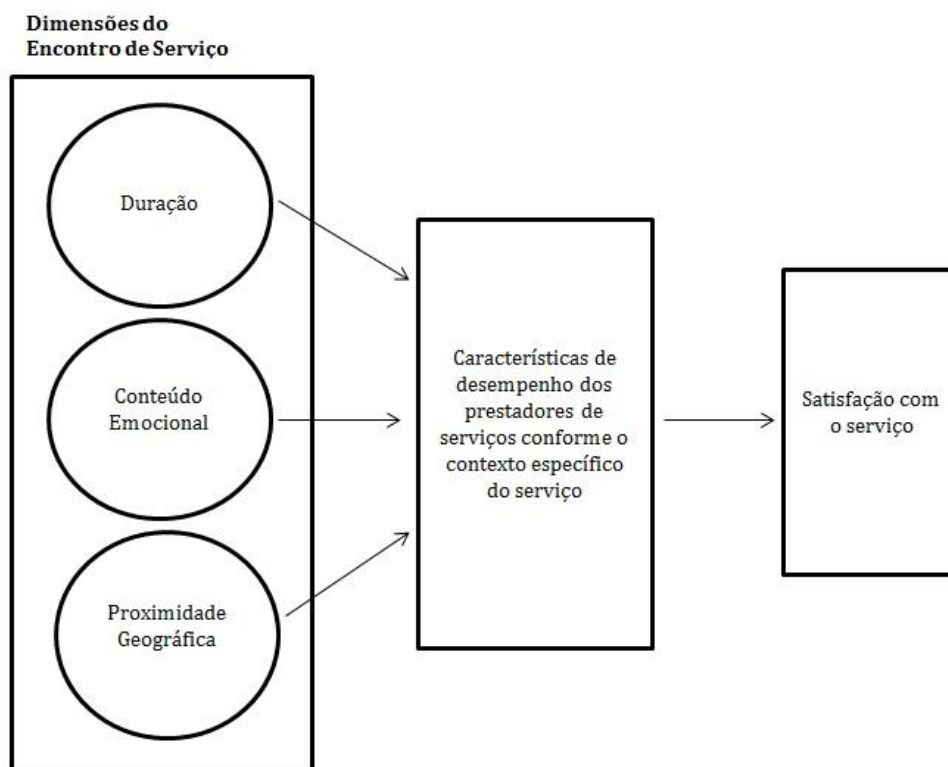 Dimensões do
Encontro de Serviço
Duração
Conteúdo
Emocional
Proximidade
Geográfica
Características de
desempenho dos
prestadores de
serviços conforme o
contexto específico
do serviço
Satisfação com
o serviço